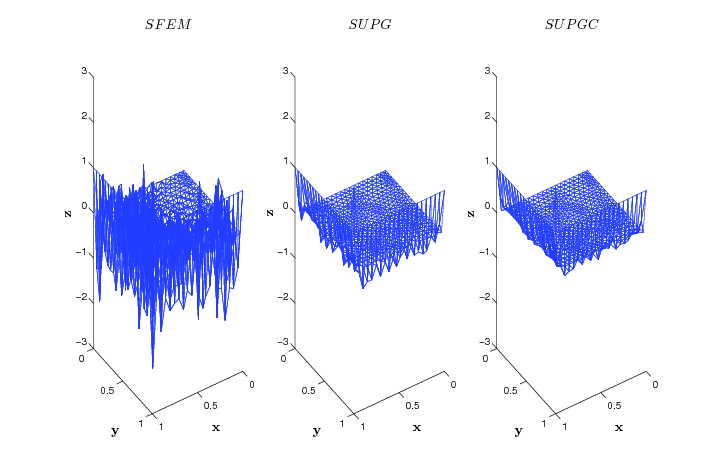 SFEM SUPG SUPGC
3 3 3
2 2 2
1 1 1
0 0 0
z z z
−1 −1 −1
−2 −2 −2
−3 −3 −3
0 0 0
0 0 0
0.5 0.5 0.5 0.5 0.5 0.5
1 1 1 1 1 1
y x y x y x